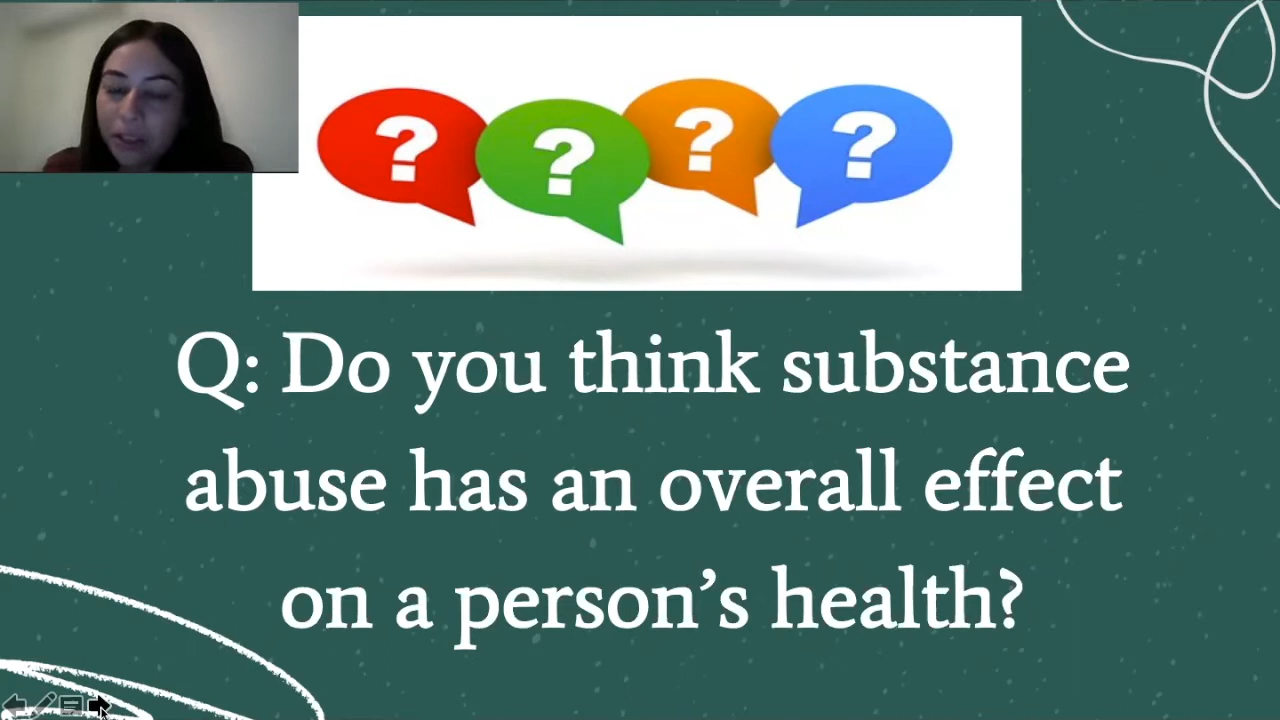 ? ? ? ?
Q: Do you think substance
abuse has an overall effect
on a person’s health?